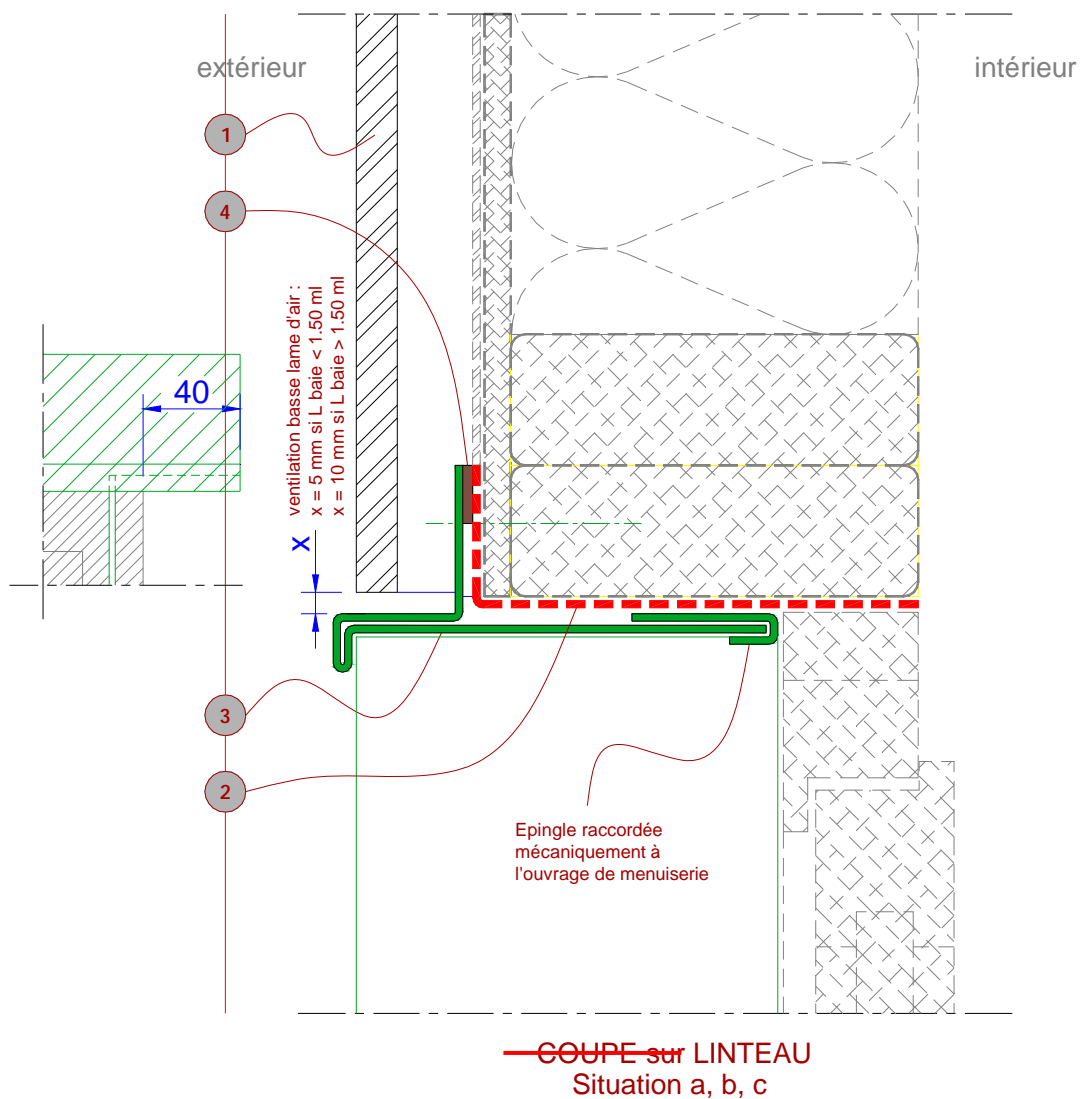 extérieur
intérieur
1
4
ventilation basse lame d'air :
x = 5 mm si L baie < 1.50 ml
x = 10 mm si L baie > 1.50 ml
40
X
3
2
Epingle raccordée
mécaniquement à
l'ouvrage de menuiserie
COUPE sur LINTEAU
Situation a, b, c